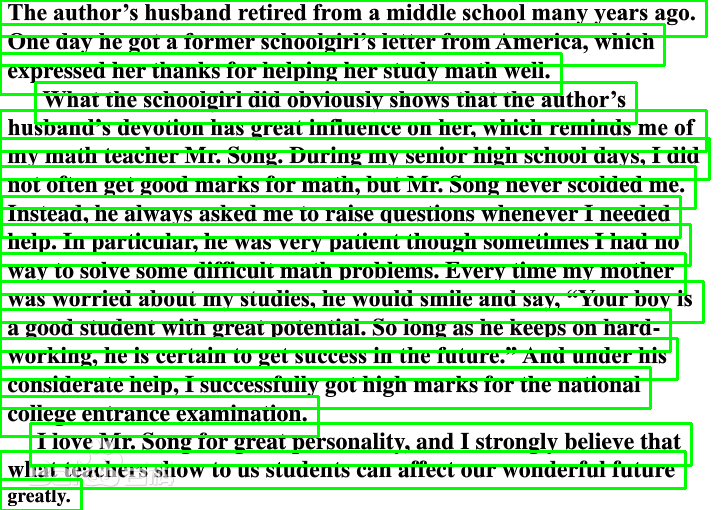 The author's husband retired from a middle school many years ago.
One day he got a former schoolgirl's letter from America, which
expressed her thanks for helping her study math well.
What the schoolgirl did obviously shows that the author's
husband's devotion has great influence on her, which reminds me of
my math teacher Mr. Song. During my senior high school days, I did
not often get good marks for math, but Mr. Song never scolded me.
Instead, he always asked me to raise questions whenever I needed
help. In particular, he was very patient though sometimes I had no
way to solve some difficult math problems. Every time my mother
was worried about my studies, he would smile and say, “Your boy is
a good student with great potential. So long as he keeps on hard-
working, he is certain to get success in the future.” And under his
considerate help, I successfully got high marks for the national
college entrance examination.
I love Mr. Song for great personality, and I strongly believe that
what teachers show to us students can affect our wonderful future
greatly.